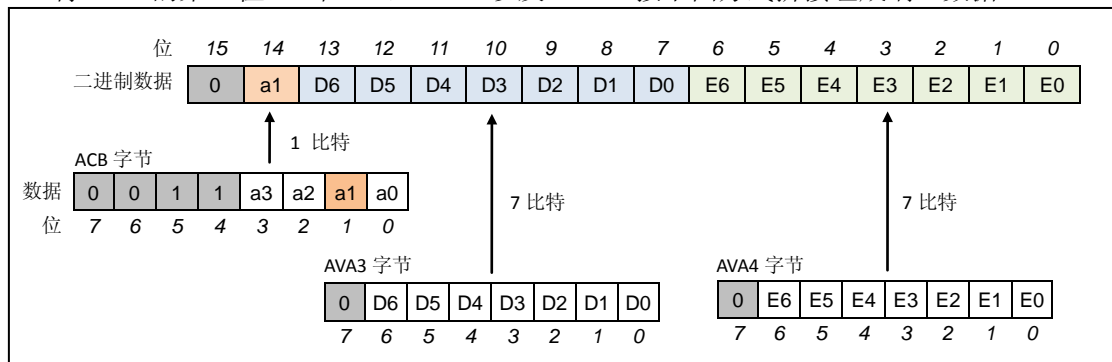 位 15 14 13 12 11 10 9 8 7 6 5 4 3 2 1 0
二进制数据 0 a1 D6 D5 D4 D3 D2 D1 D0 E6 E5 E4 E3 E2 E1 E0
1 比特
ACB 字节
数据 0 0 1 1 a3 a2 a1 a0
位 7 6 5 4 3 2 1 0
7 比特
7 比特
AVA3 字节
0 D6 D5 D4 D3 D2 D1 D0
7 6 5 4 3 2 1 0
AVA4 字节
0 E6 E5 E4 E3 E2 E1 E0
7 6 5 4 3 2 1 0